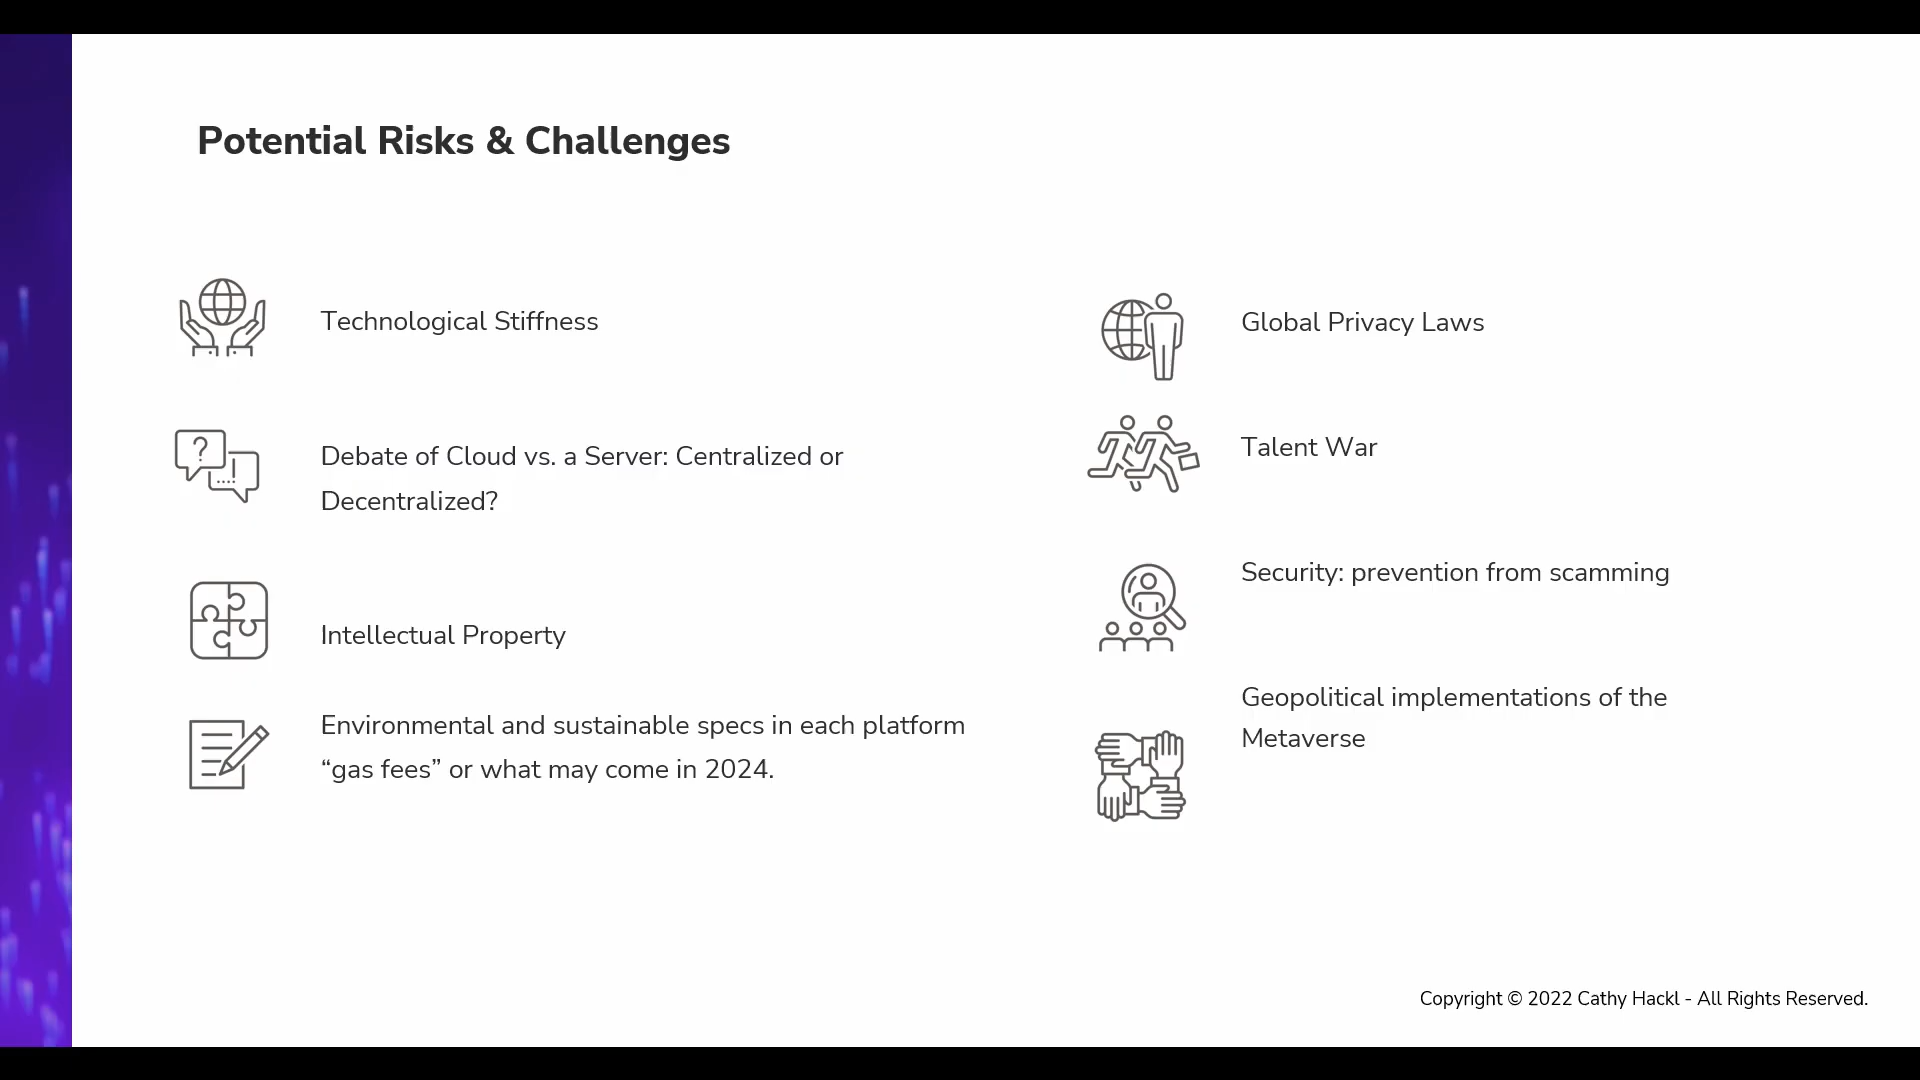 Potential Risks & Challenges
Technological Stiffness
Debate of Cloud vs. a Server: Centralized or
Decentralized?
Intellectual Property
Environmental and sustainable specs in each platform
“gas fees” or what may come in 2024.
Global Privacy Laws
Talent War
Security: prevention from scamming
Geopolitical implementations of the
Metaverse
Copyright © 2022 Cathy Hackl - All Rights Reserved.